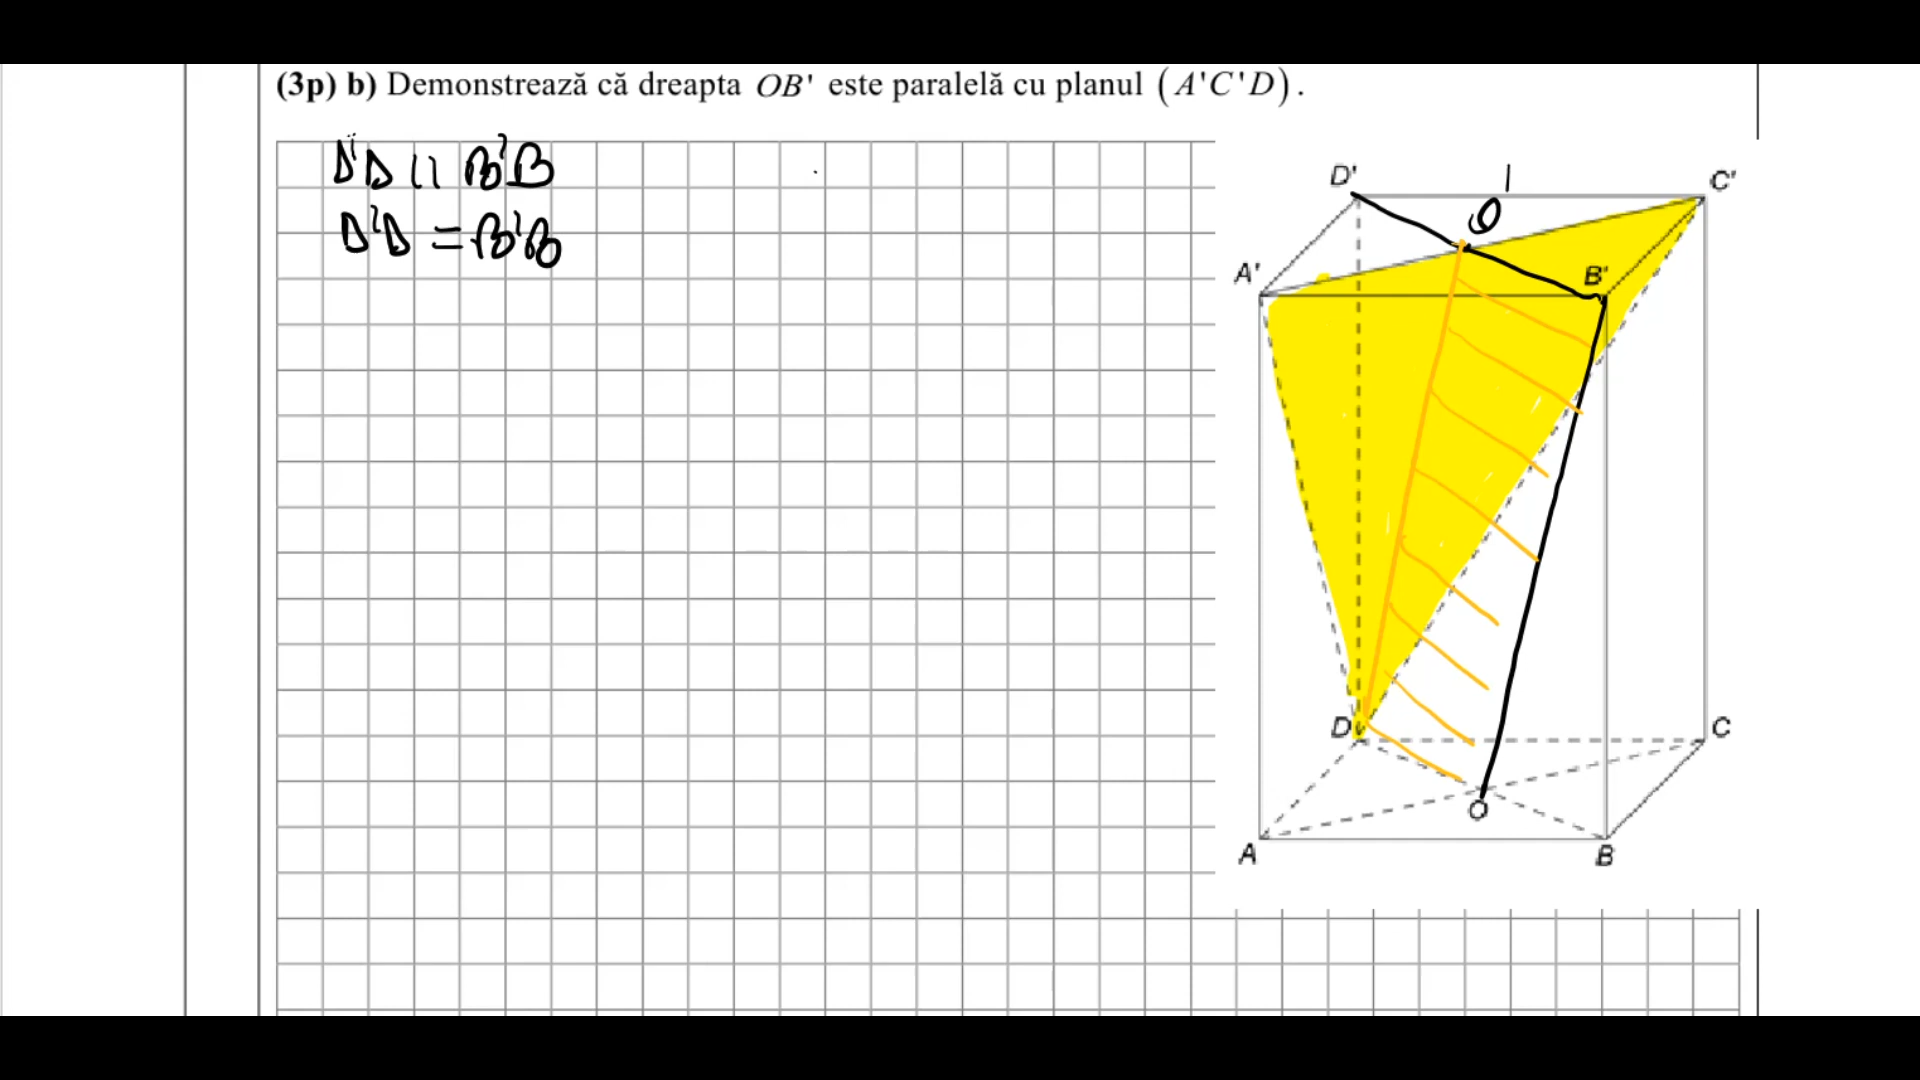 (3p) b) Demonstrează că dreapta OB' este paralelă cu planul (A'C'D).
D'D || B'B
D'D = B'B
D' O' C'
A' B'
D C
O
A B